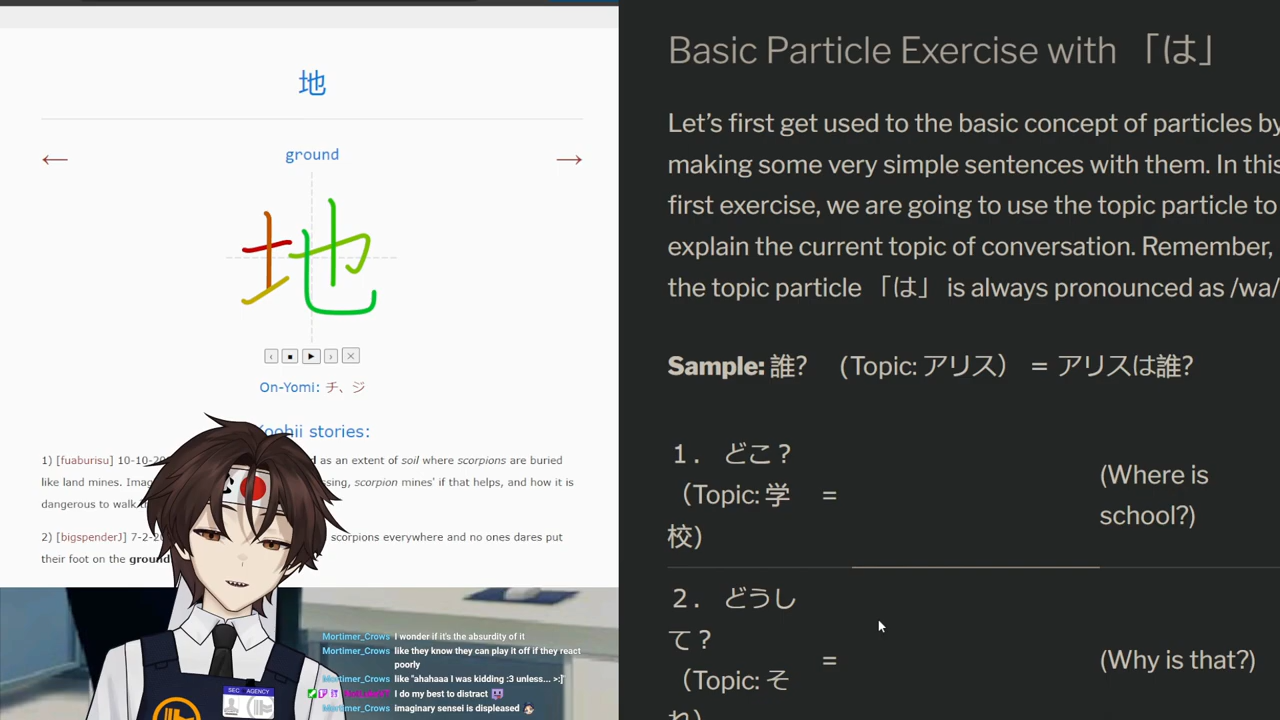 地
ground
On-Yomi: チ、ジ
Koohii stories:
1) [fuaburisu] 10-10-20 as an extent of soil where scorpions are buried
like land mines. Imag ssing, scorpion mines' if that helps, and how it is
dangerous to walk
2) [bigspenderJ] 7-2-20 scorpions everywhere and no ones dares put
their foot on the ground
Mortimer_Crows I wonder if it's the absurdity of it
Mortimer_Crows like they know they can play it off if they react
poorly
Mortimer_Crows like "ahahaaa I was kidding :3 unless... >:]"
I do my best to distract
Mortimer_Crows imaginary sensei is displeased
SEC AGENCY
Basic Particle Exercise with 「は」
Let's first get used to the basic concept of particles by
making some very simple sentences with them. In this
first exercise, we are going to use the topic particle to
explain the current topic of conversation. Remember,
the topic particle 「は」 is always pronounced as /wa/
Sample: 誰? (Topic: アリス） = アリスは誰?
１． どこ？
（Topic: 学 =
校）
(Where is
school?)
２． どうし
て？
（Topic: そ =
れ）
(Why is that?)